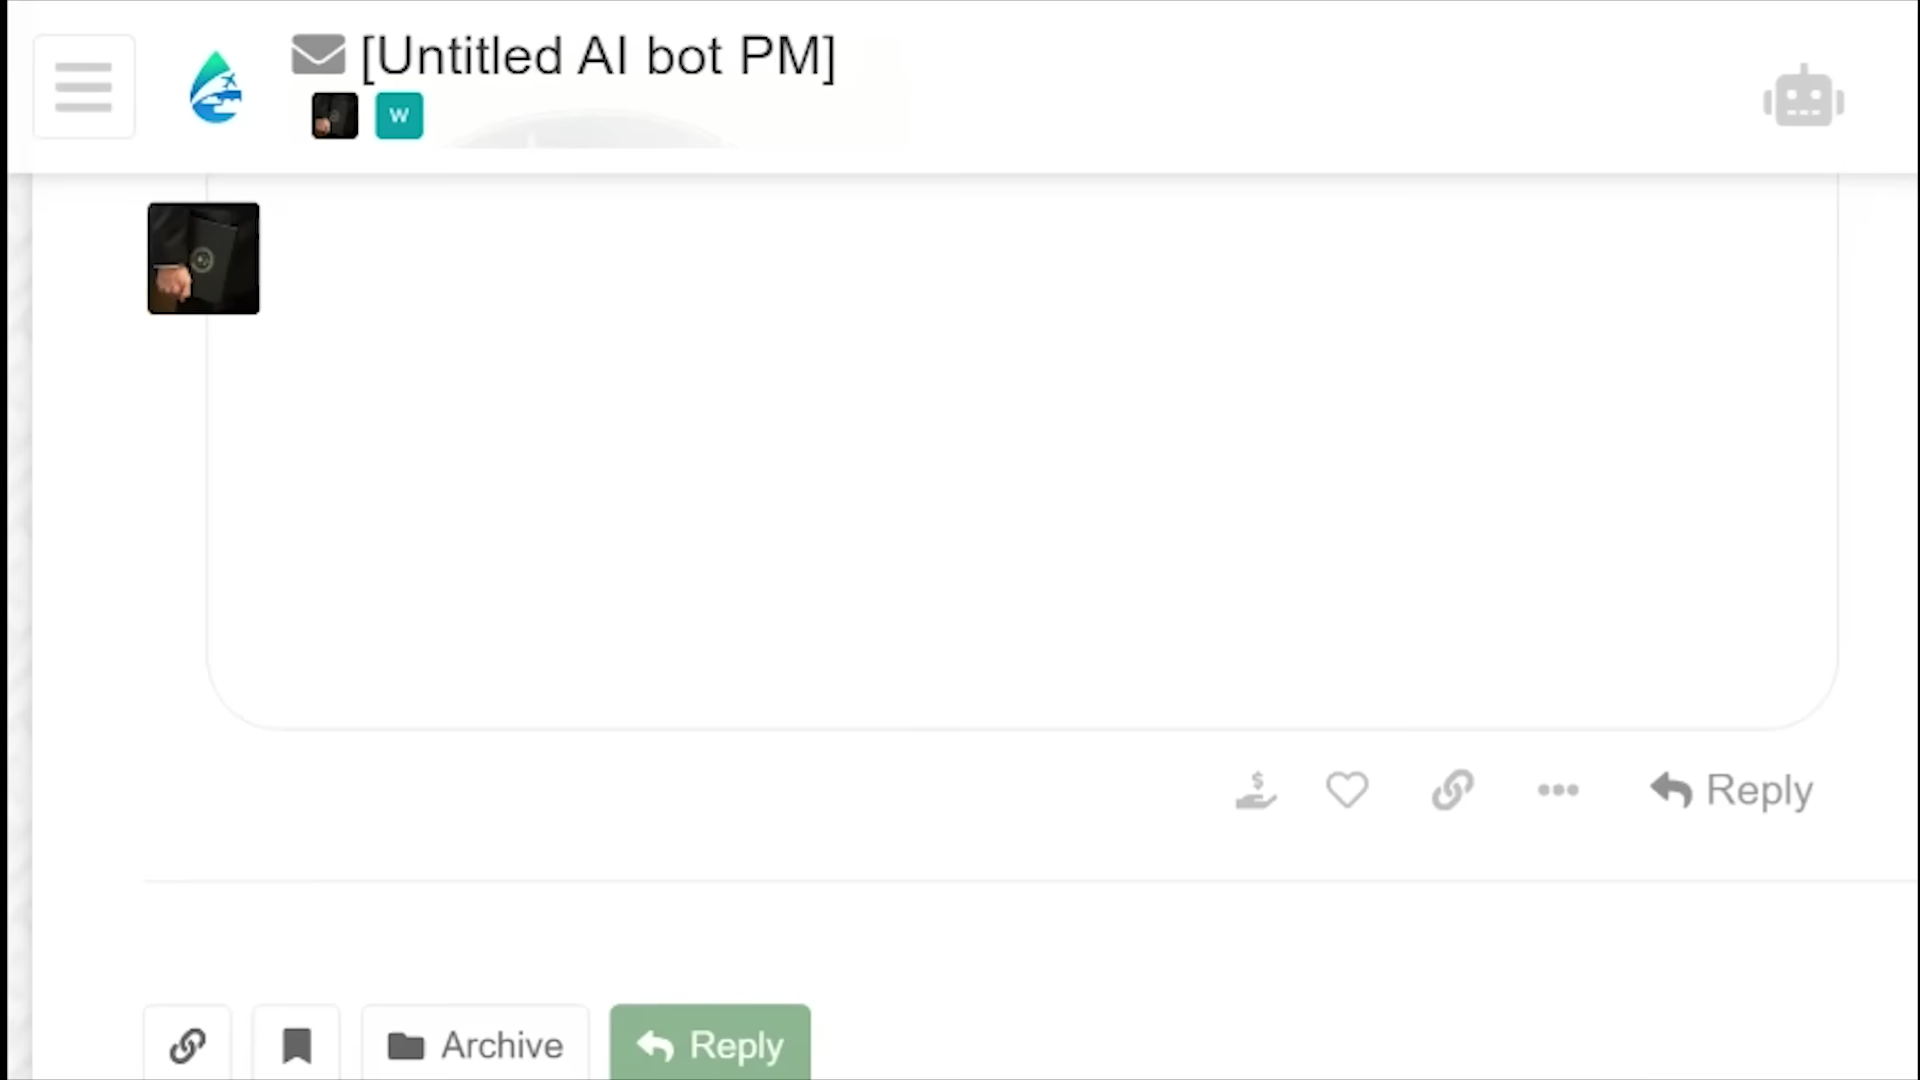 [Untitled AI bot PM]
W
$
Reply
Archive
Reply